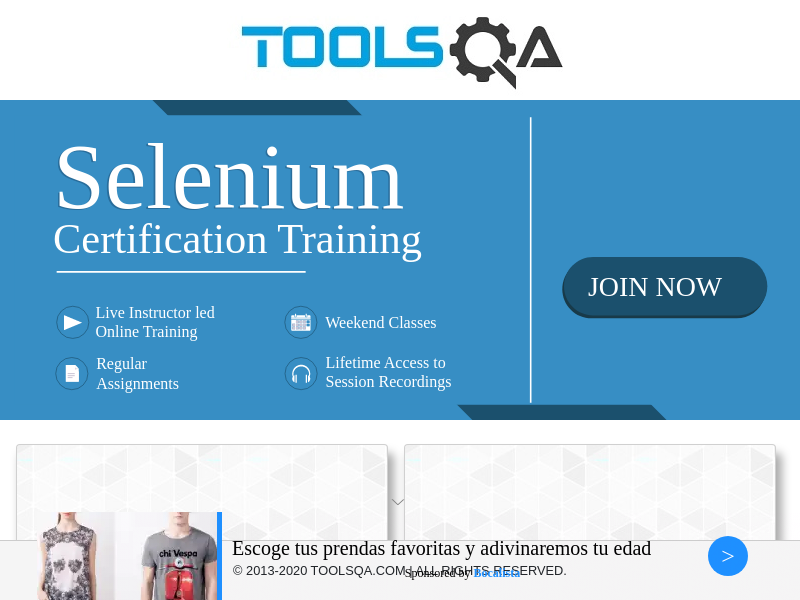 TOOLSQA
Selenium
Certification Training
Live Instructor led
Online Training
Weekend Classes
Regular
Assignments
Lifetime Access to
Session Recordings
JOIN NOW
chi Vespa
Escoge tus prendas favoritas y adivinaremos tu edad
>
© 2013-2020 TOOLSQA.COM | ALL RIGHTS RESERVED.
Sponsored by Bocalista